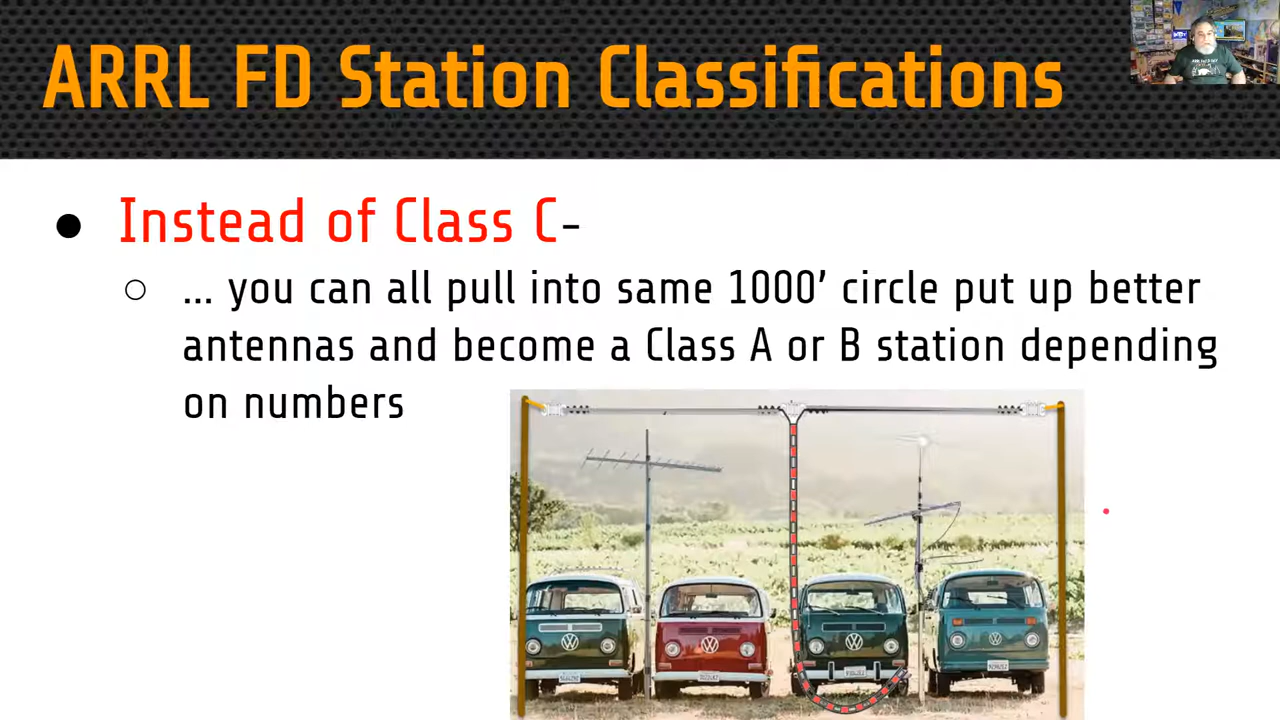 ARRL FD Station Classifications
● Instead of Class C-
○ ... you can all pull into same 1000’ circle put up better
antennas and become a Class A or B station depending
on numbers